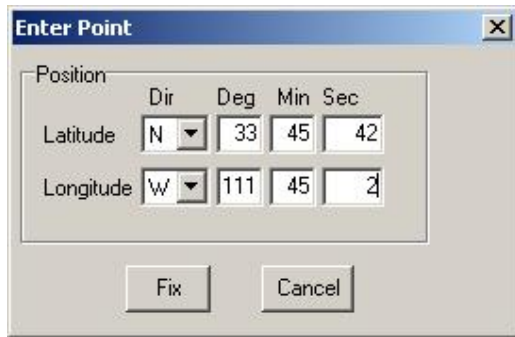 Enter Point
Position
Dir Deg Min Sec
Latitude N 33 45 42
Longitude W 111 45 2
Fix Cancel